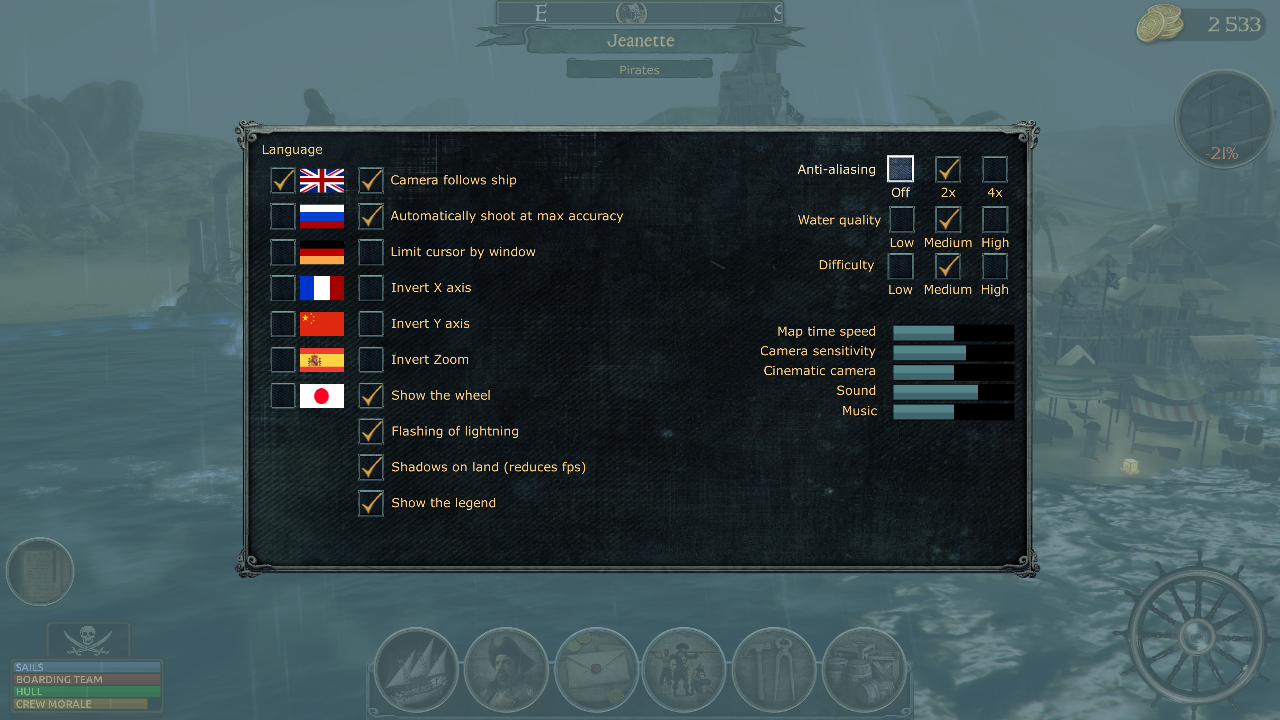 E S
Jeanette
Pirates
2 533
-21%
Language
Camera follows ship
Automatically shoot at max accuracy
Limit cursor by window
Invert X axis
Invert Y axis
Invert Zoom
Show the wheel
Flashing of lightning
Shadows on land (reduces fps)
Show the legend
Anti-aliasing
Off 2x 4x
Water quality
Low Medium High
Difficulty
Low Medium High
Map time speed
Camera sensitivity
Cinematic camera
Sound
Music
SAILS
BOARDING TEAM
HULL
CREW MORALE